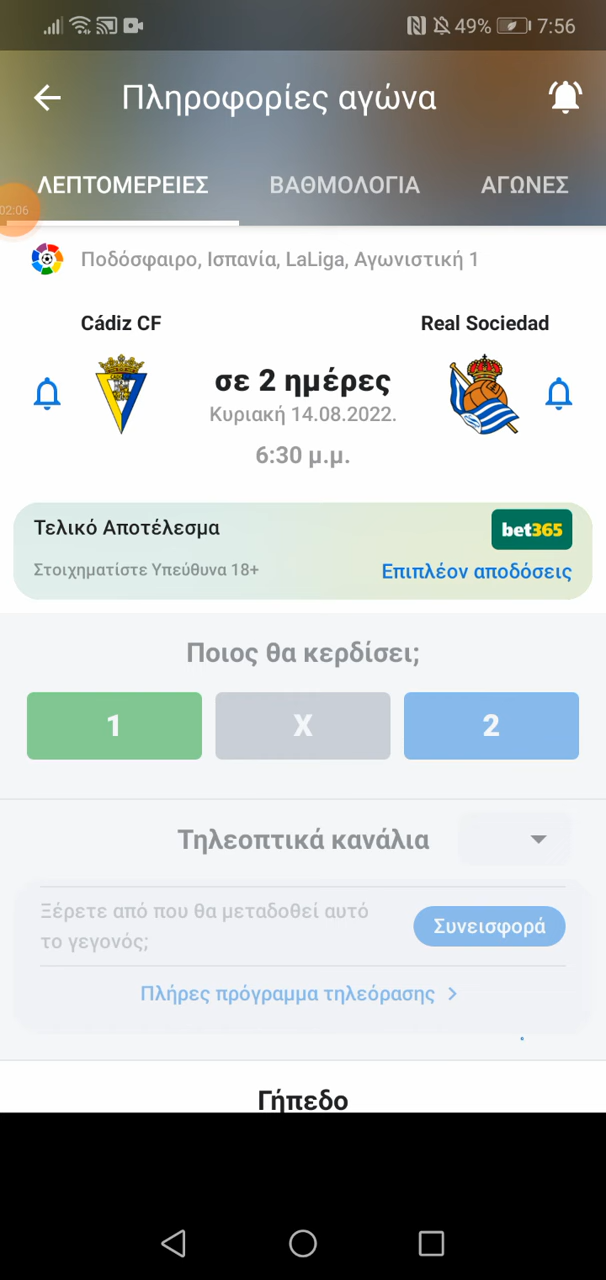 49% 7:56
Πληροφορίες αγώνα
ΛΕΠΤΟΜΕΡΕΙΕΣ ΒΑΘΜΟΛΟΓΙΑ ΑΓΩΝΕΣ
02:06
Ποδόσφαιρο, Ισπανία, LaLiga, Αγωνιστική 1
Cádiz CF Real Sociedad
σε 2 ημέρες
Κυριακή 14.08.2022.
6:30 μ.μ.
Τελικό Αποτέλεσμα bet365
Στοιχηματίστε Υπεύθυνα 18+ Επιπλέον αποδόσεις
Ποιος θα κερδίσει;
1 X 2
Τηλεοπτικά κανάλια
Ξέρετε από που θα μεταδοθεί αυτό
το γεγονός;
Συνεισφορά
Πλήρες πρόγραμμα τηλεόρασης
Γήπεδο